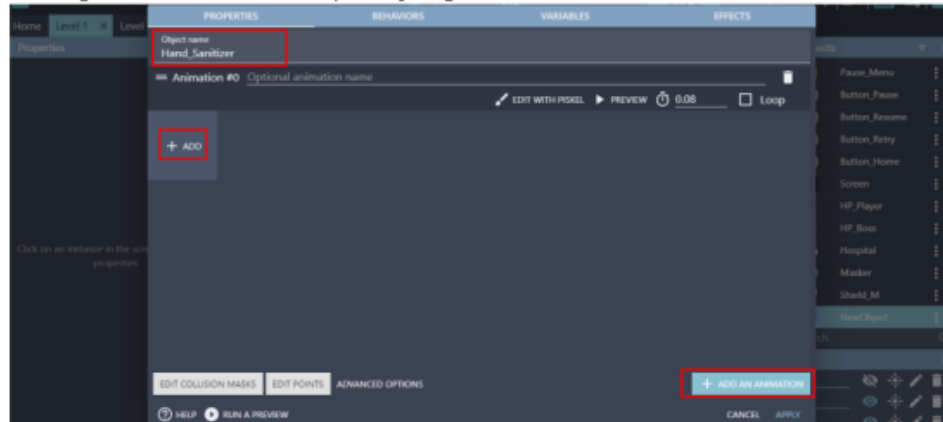 PROPERTIES BEHAVIORS VARIABLES EFFECTS
Home Level 1 × Level
Properties
Object name
Hand_Sanitizer
Animation #0 Optional animation name
EDIT WITH PISKEL PREVIEW 0.08 Loop
+ ADD
Pause_Menu
Button_Pause
Button_Resume
Button_Retry
Button_Home
Screen
HP_Player
HP_Boss
Hospital
Masker
Shield_M
NewObject
Click on an instance in the
properties
EDIT COLLISION MASKS EDIT POINTS ADVANCED OPTIONS + ADD AN ANIMATION
HELP RUN A PREVIEW CANCEL APPLY